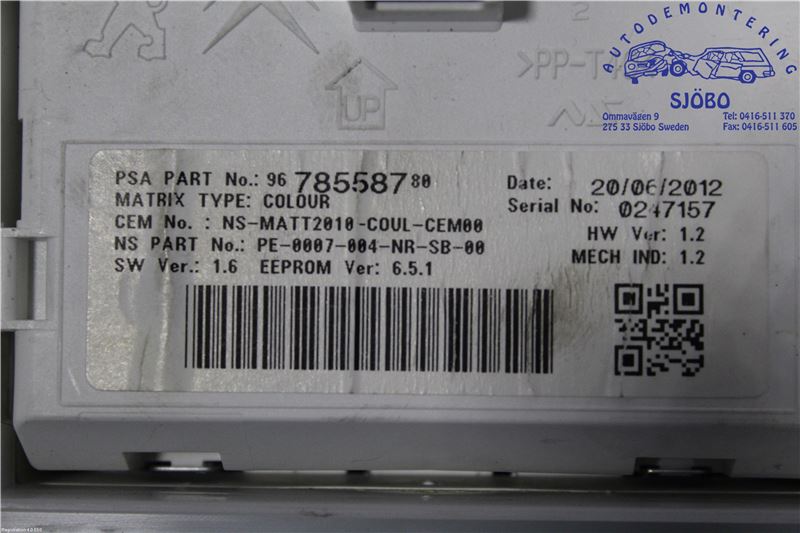 AUTODEMONTERING
SJÖBO
Ommavägen 9 Tel: 0416-511 370
275 33 Sjöbo Sweden Fax: 0416-511 605
2
>PP-T
UP
PSA PART No.: 96 785587 80
Date: 20/06/2012
MATRIX TYPE: COLOUR
Serial No: 0247157
CEM No. : NS-MATT2010-COUL-CEM00
HW Ver: 1.2
NS PART No.: PE-0007-004-NR-SB-00
MECH IND: 1.2
SW Ver.: 1.6 EEPROM Ver: 6.5.1